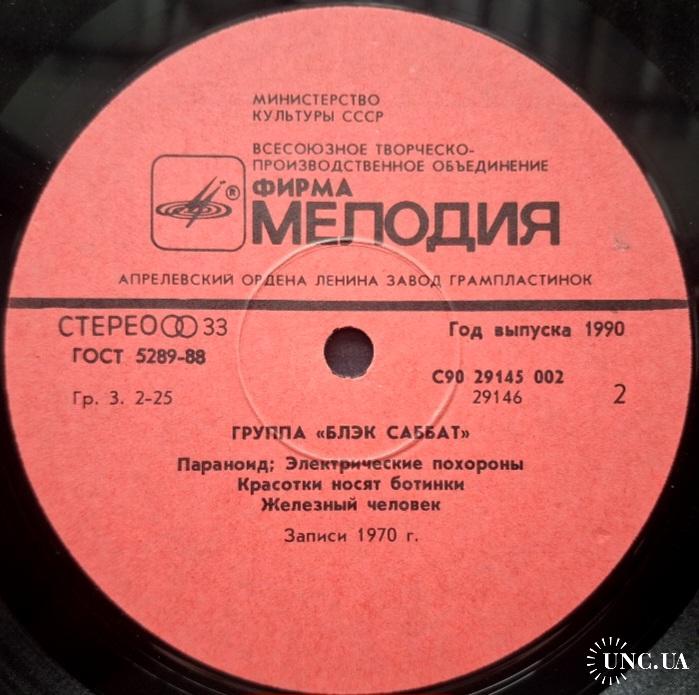 МИНИСТЕРСТВО
КУЛЬТУРЫ СССР
ВСЕСОЮЗНОЕ ТВОРЧЕСКО-
ПРОИЗВОДСТВЕННОЕ ОБЪЕДИНЕНИЕ
ФИРМА
®
МЕЛОДИЯ
АПРЕЛЕВСКИЙ ОРДЕНА ЛЕНИНА ЗАВОД ГРАМПЛАСТИНОК
СТЕРЕО 33
Год выпуска 1990
ГОСТ 5289-88
С90 29145 002
Гр. 3. 2-25
29146
2
ГРУППА «БЛЭК САББАТ»
Параноид; Электрические похороны
Красотки носят ботинки
Железный человек
Записи 1970 г.
UNC.UA